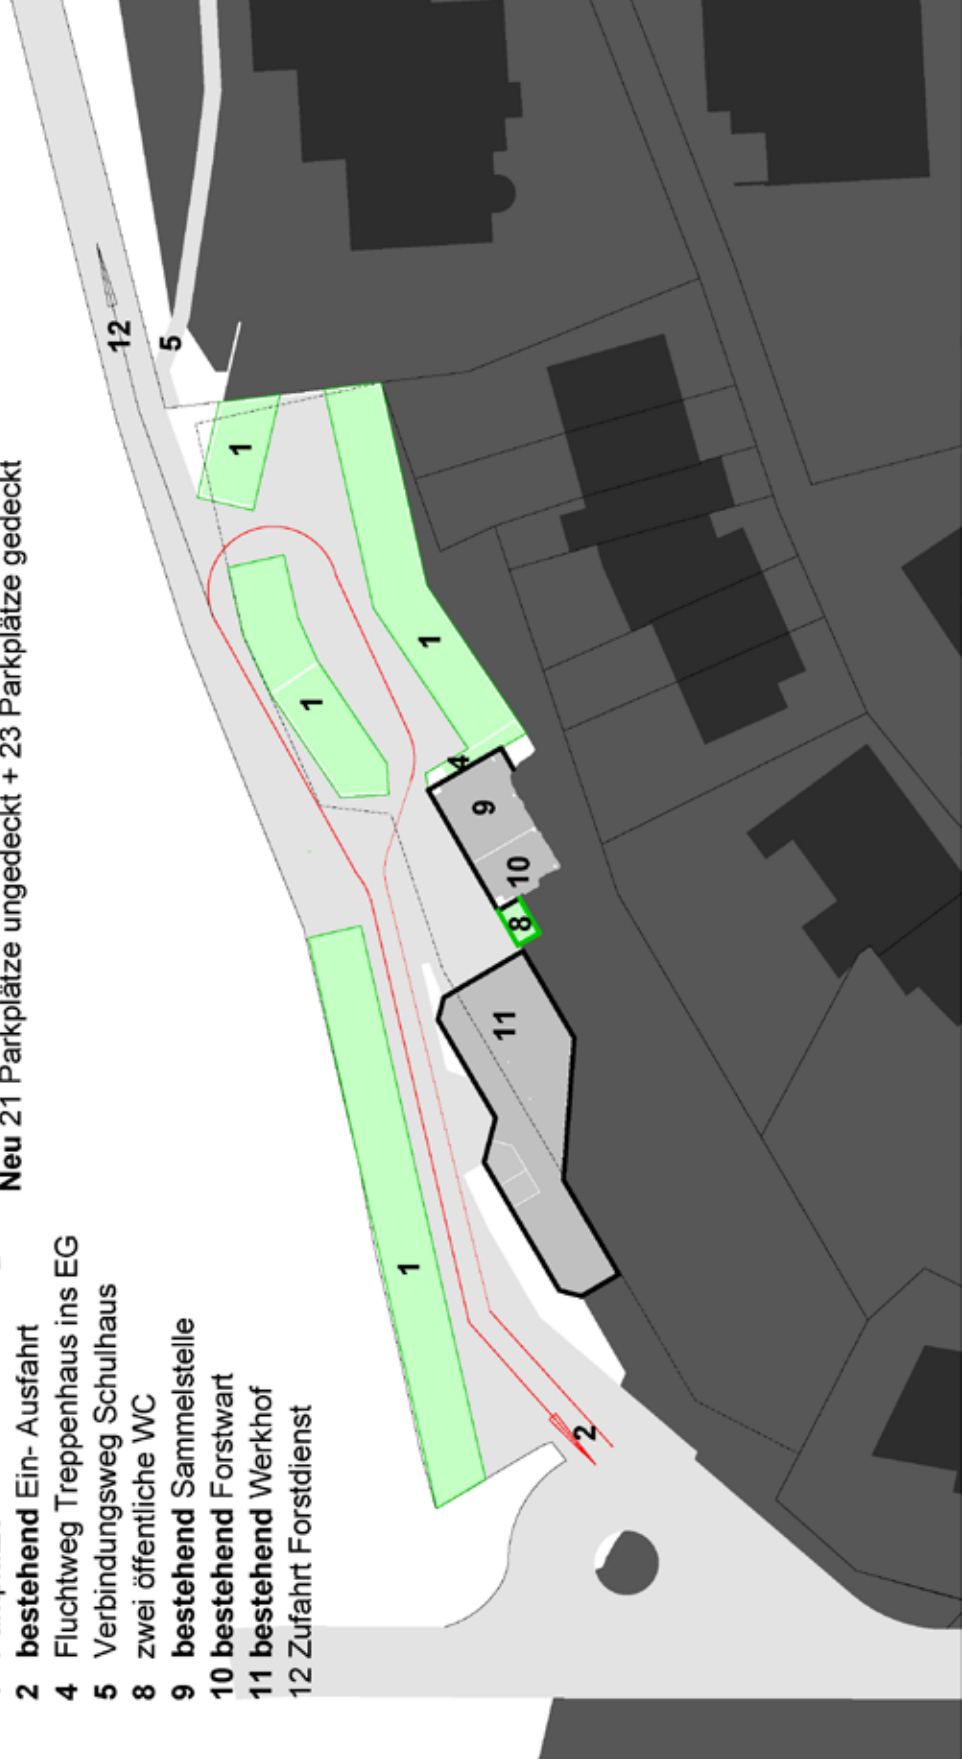 Neu 21 Parkplätze ungedeckt + 23 Parkplätze gedeckt
2 bestehend Ein- Ausfahrt
4 Fluchtweg Treppenhaus ins EG
5 Verbindungsweg Schulhaus
8 zwei öffentliche WC
9 bestehend Sammelstelle
10 bestehend Forstwart
11 bestehend Werkhof
12 Zufahrt Forstdienst
1
2
11
8
10
9
4
1
1
1
5
12